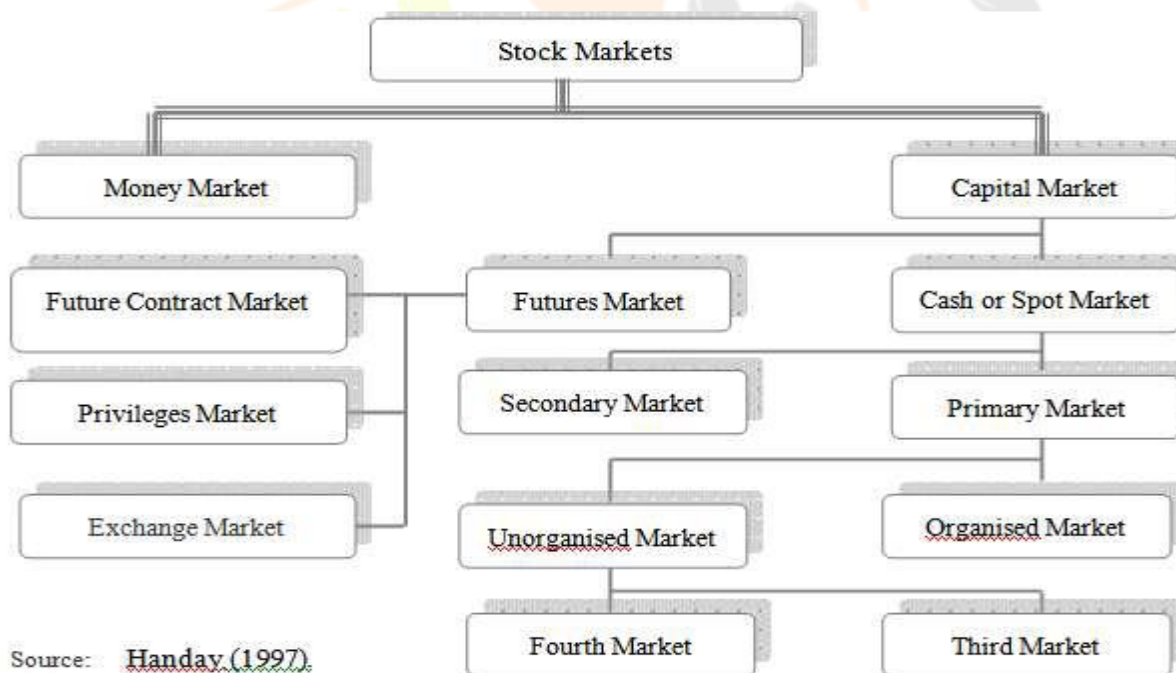 Stock Markets
Money Market
Capital Market
Future Contract Market
Futures Market
Cash or Spot Market
Privileges Market
Secondary Market
Primary Market
Exchange Market
Unorganised Market
Organised Market
Fourth Market
Third Market
Source: Handay (1997)